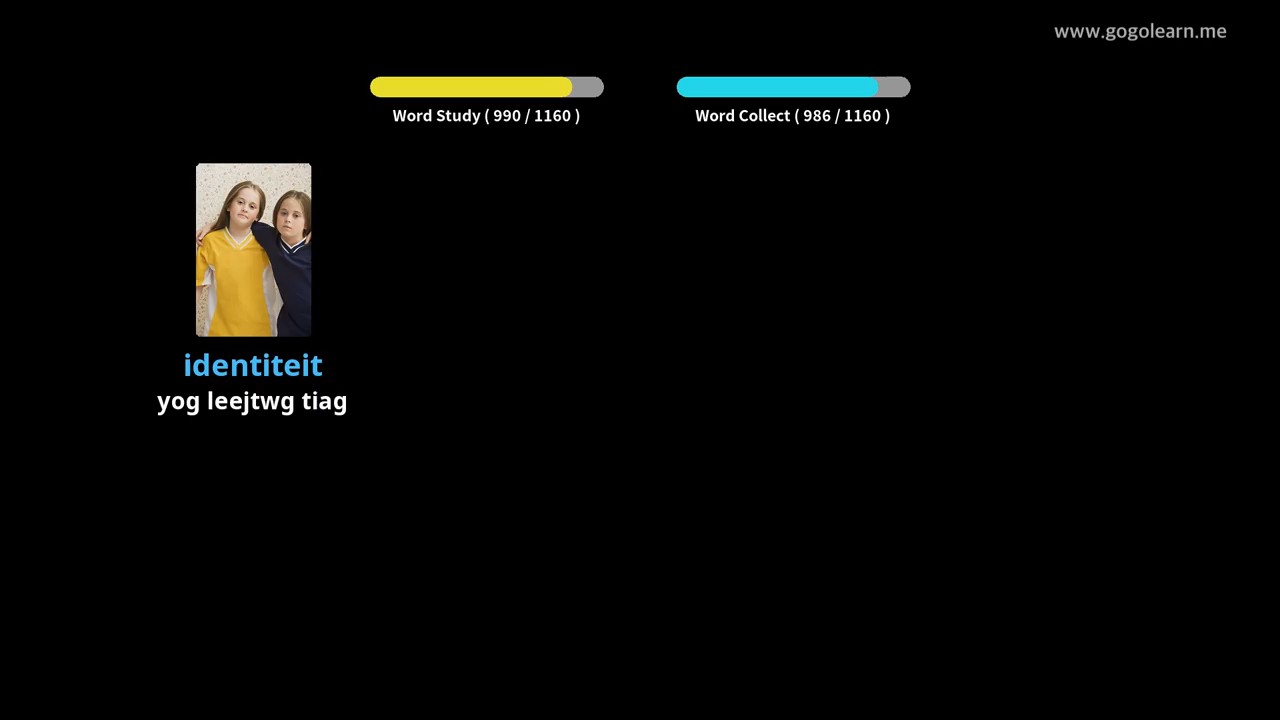 www.gogolearn.me
Word Study ( 990 / 1160 )
Word Collect ( 986 / 1160 )
identiteit
yog leejtwg tiag